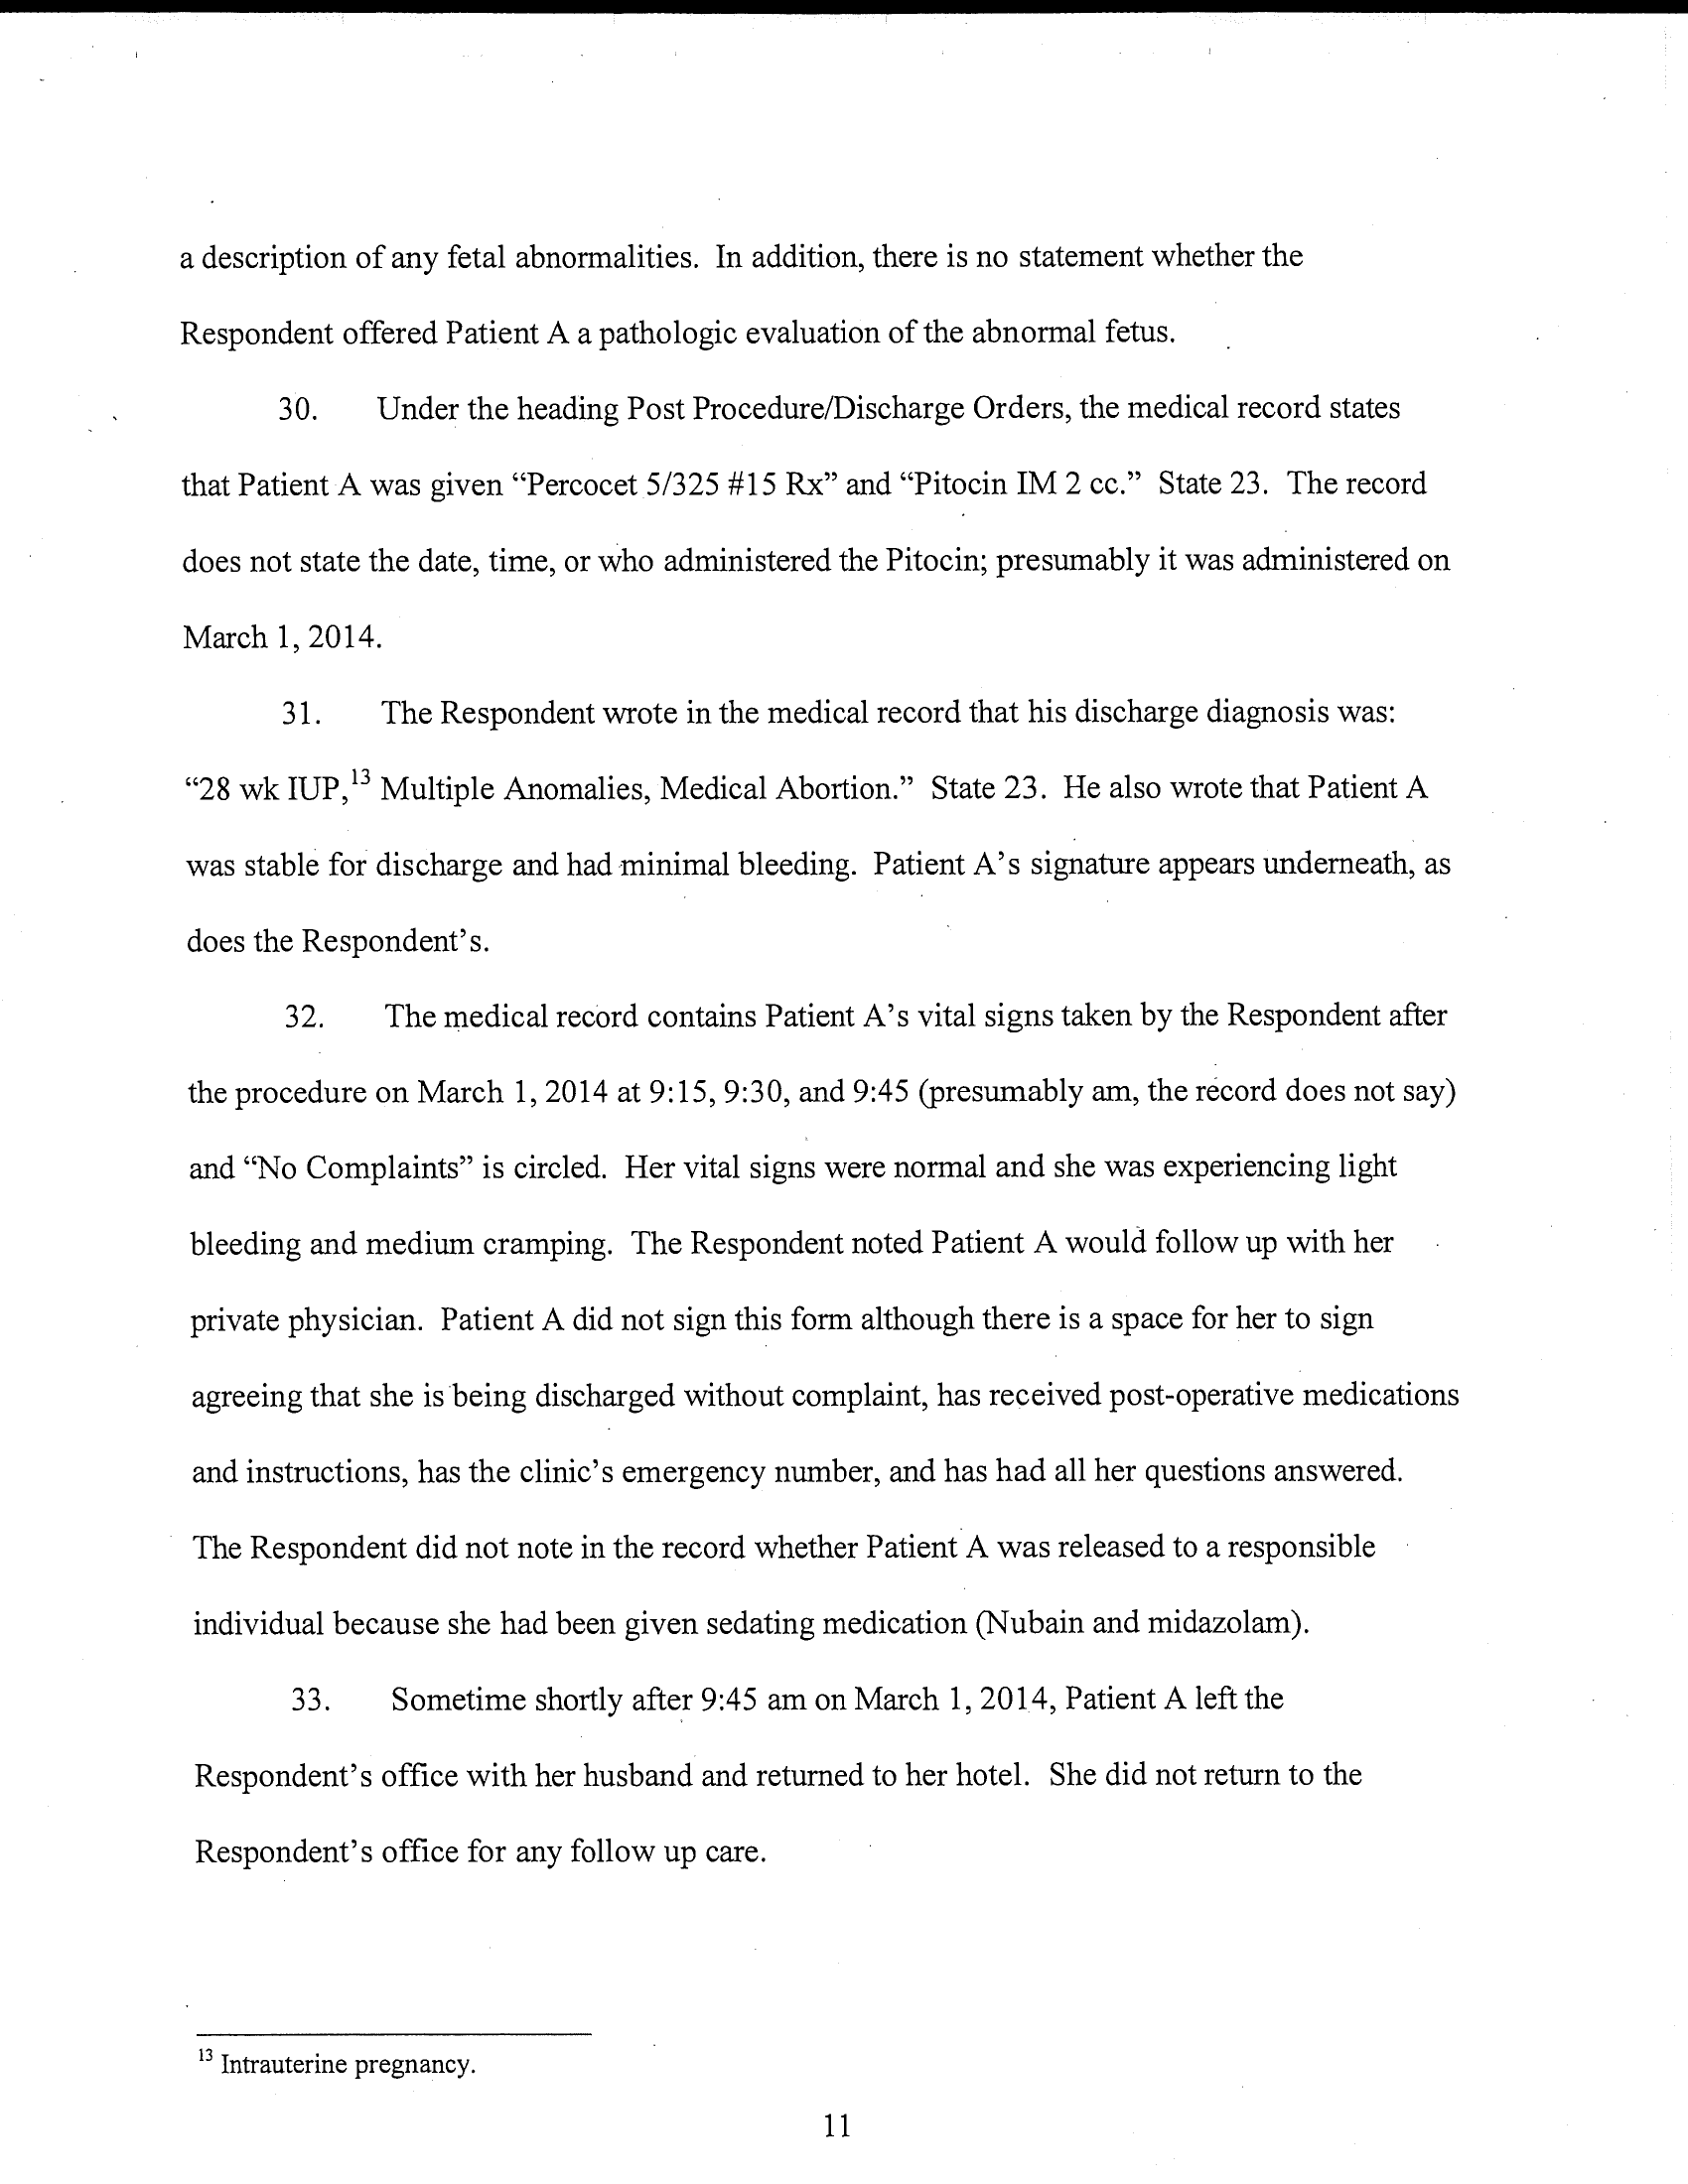 a description of any fetal abnormalities.  In addition, there is no statement whether the
Respondent offered Patient A a pathologic evaluation of the abnormal fetus.
30. Under the heading Post Procedure/Discharge Orders, the medical record states
that Patient A was given “Percocet 5/325 #15 Rx” and “Pitocin IM 2 cc.”  State 23.  The record
does not state the date, time, or who administered the Pitocin; presumably it was administered on
March 1, 2014.
31. The Respondent wrote in the medical record that his discharge diagnosis was:
“28 wk IUP,¹³ Multiple Anomalies, Medical Abortion.”  State 23.  He also wrote that Patient A
was stable for discharge and had minimal bleeding.  Patient A’s signature appears underneath, as
does the Respondent’s.
32. The medical record contains Patient A’s vital signs taken by the Respondent after
the procedure on March 1, 2014 at 9:15, 9:30, and 9:45 (presumably am, the record does not say)
and “No Complaints” is circled.  Her vital signs were normal and she was experiencing light
bleeding and medium cramping.  The Respondent noted Patient A would follow up with her
private physician.  Patient A did not sign this form although there is a space for her to sign
agreeing that she is being discharged without complaint, has received post-operative medications
and instructions, has the clinic’s emergency number, and has had all her questions answered.
The Respondent did not note in the record whether Patient A was released to a responsible
individual because she had been given sedating medication (Nubain and midazolam).
33. Sometime shortly after 9:45 am on March 1, 2014, Patient A left the
Respondent’s office with her husband and returned to her hotel.  She did not return to the
Respondent’s office for any follow up care.
¹³ Intrauterine pregnancy.
11